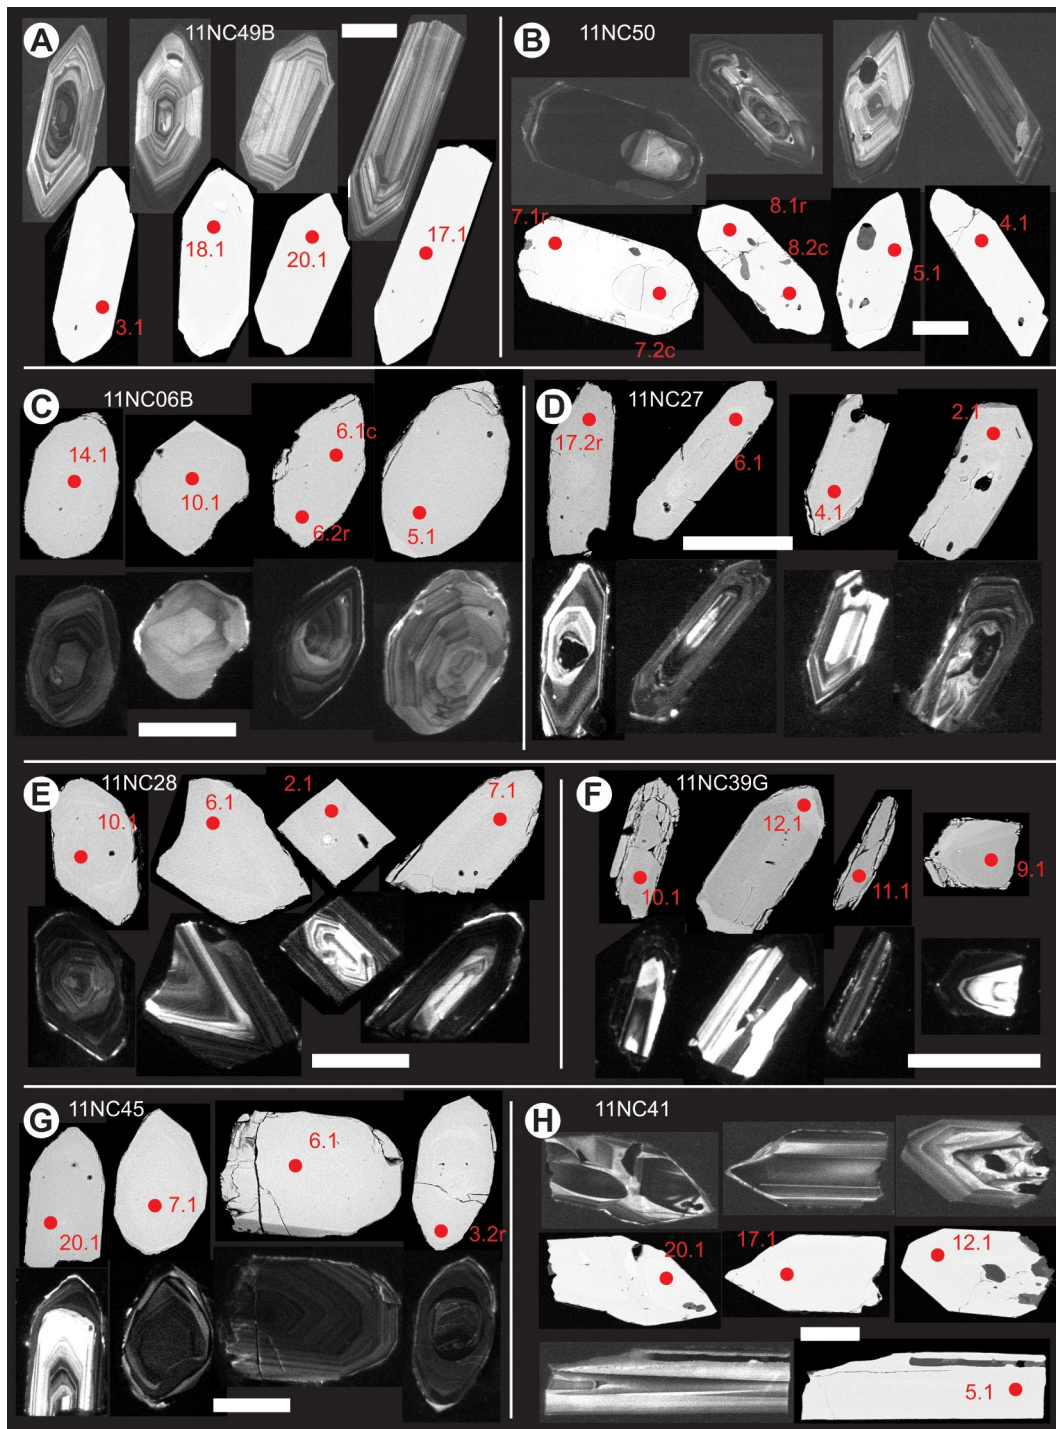 A 11NC49B
3.1
18.1
20.1
17.1
B 11NC50
7.1r
7.2c
8.1r
8.2c
5.1
4.1
C 11NC06B
14.1
10.1
6.1c
6.2r
5.1
D 11NC27
17.2r
6.1
4.1
2.1
E 11NC28
10.1
6.1
2.1
7.1
F 11NC39G
10.1
12.1
11.1
9.1
G 11NC45
20.1
7.1
6.1
3.2r
H 11NC41
20.1
17.1
12.1
5.1